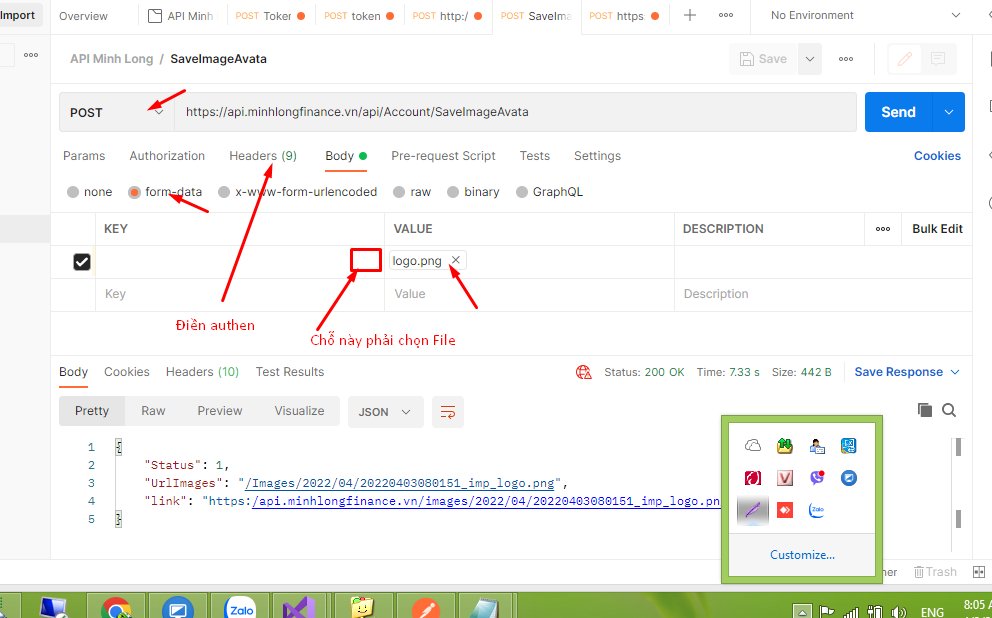 Import
Overview
API Minh
POST Token
POST token
POST http:/
POST SaveIma
POST https
No Environment
API Minh Long / SaveImageAvata
Save
POST
https://api.minhlongfinance.vn/api/Account/SaveImageAvata
Send
Params Authorization Headers (9) Body Pre-request Script Tests Settings Cookies
none form-data x-www-form-urlencoded raw binary GraphQL
KEY VALUE DESCRIPTION Bulk Edit
logo.png
Key Value Description
Điền authen
Chỗ này phải chọn File
Body Cookies Headers (10) Test Results
Status: 200 OK Time: 7.33 s Size: 442 B Save Response
Pretty Raw Preview Visualize JSON
1 {
2 "Status": 1,
3 "UrlImages": "/Images/2022/04/20220403080151_imp_logo.png",
4 "link": "https:/api.minhlongfinance.vn/images/2022/04/20220403080151_imp_logo.pn
5 }
Zalo
Customize...
ner Trash
Zalo
ENG
8:05 A